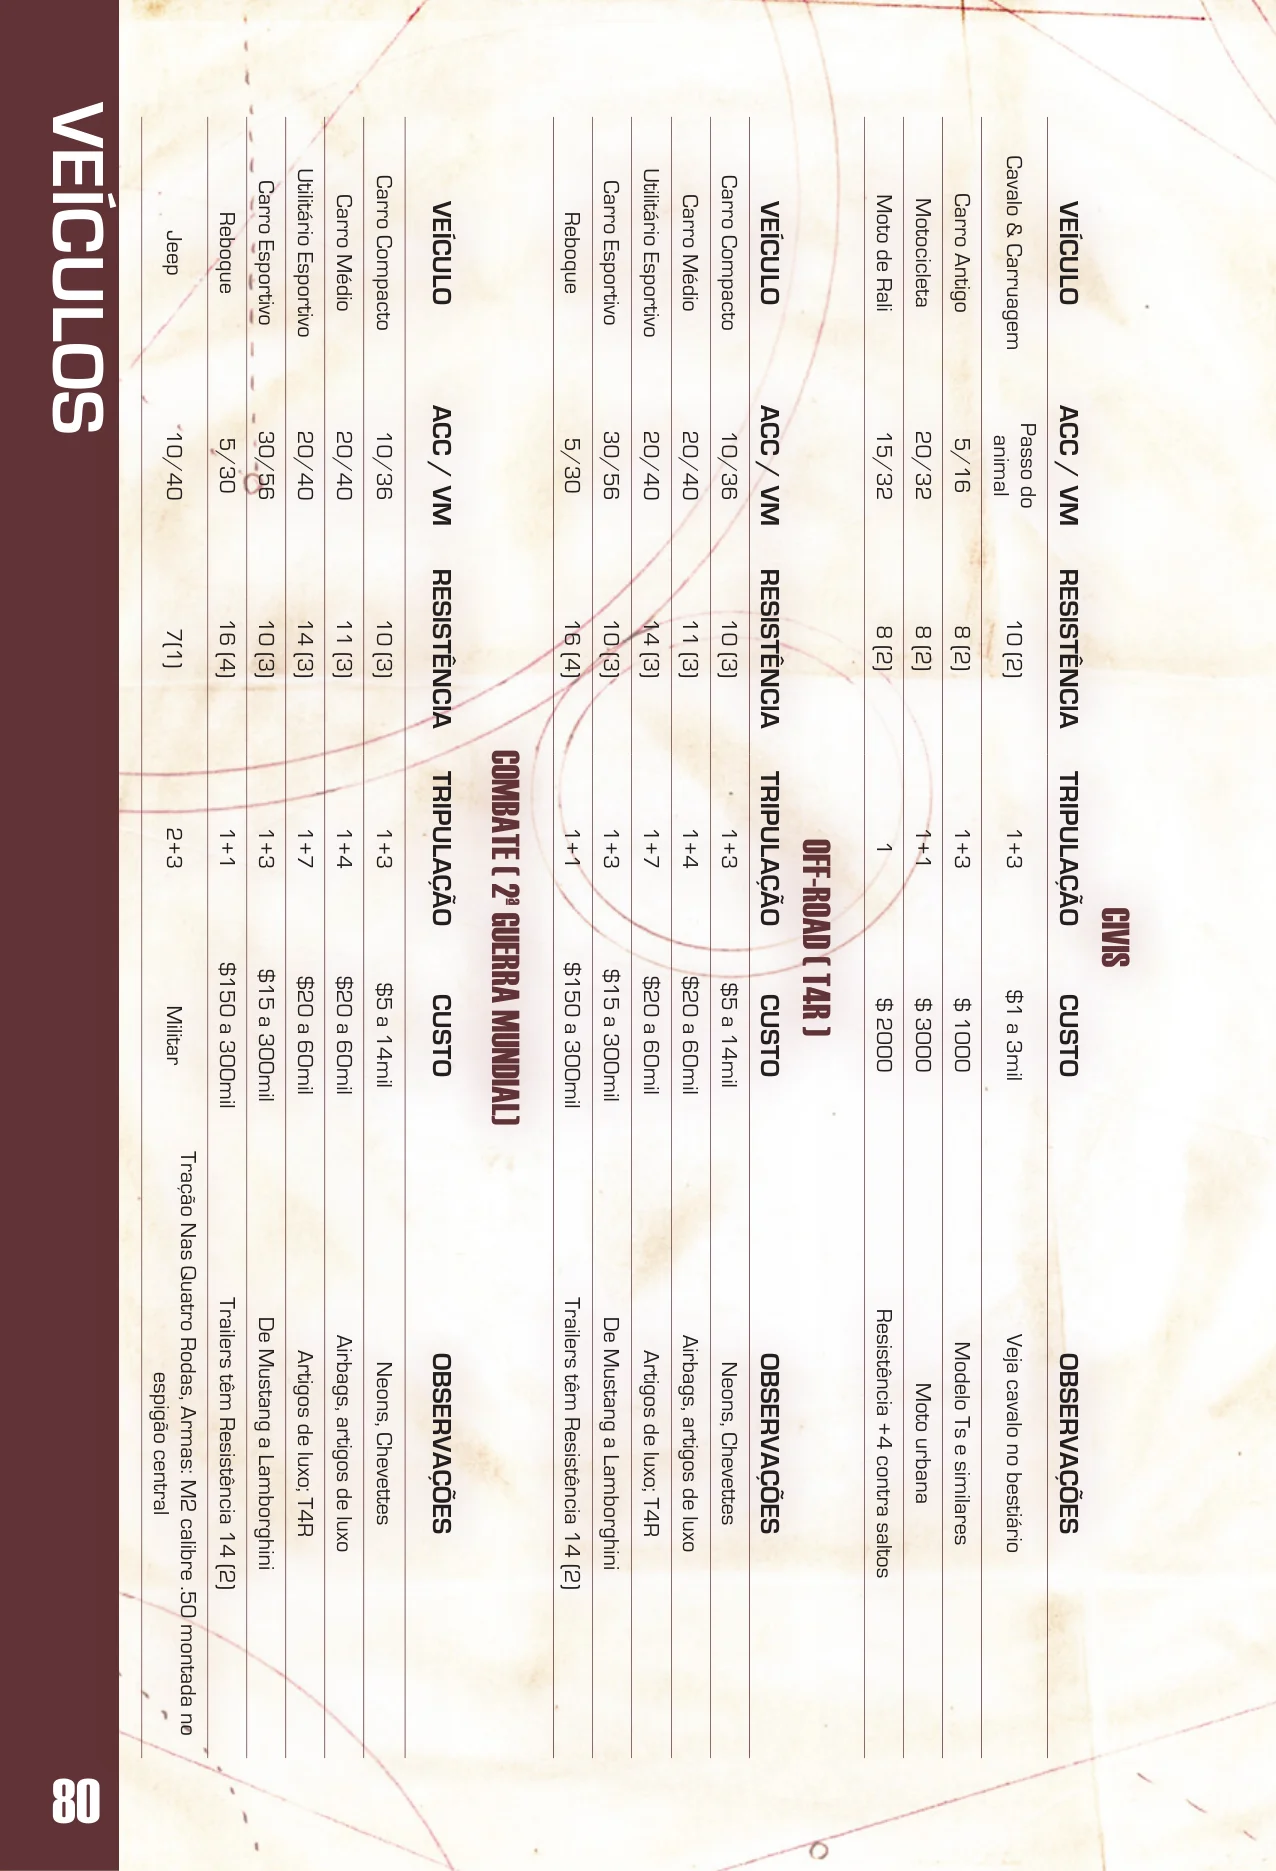 CIVIS
VEÍCULO ACC / VM RESISTÊNCIA TRIPULAÇÃO CUSTO OBSERVAÇÕES
Cavalo & Carruagem Passo do animal 10 (2) 1+3 $1 a 3mil Veja cavalo no bestiário
Carro Antigo 5/16 8 (2) 1+3 $ 1000 Modelo Ts e similares
Motocicleta 20/32 8 (2) 1+1 $ 3000 Moto urbana
Moto de Rali 15/32 8 (2) 1 $ 2000 Resistência +4 contra saltos
OFF-ROAD ( T4R )
VEÍCULO ACC / VM RESISTÊNCIA TRIPULAÇÃO CUSTO OBSERVAÇÕES
Carro Compacto 10/36 10 (3) 1+3 $5 a 14mil Neons, Chevettes
Carro Médio 20/40 11 (3) 1+4 $20 a 60mil Airbags, artigos de luxo
Utilitário Esportivo 20/40 14 (3) 1+7 $20 a 60mil Artigos de luxo; T4R
Carro Esportivo 30/56 10 (3) 1+3 $15 a 300mil De Mustang a Lamborghini
Reboque 5/30 16 (4) 1+1 $150 a 300mil Trailers têm Resistência 14 (2)
COMBATE ( 2ª GUERRA MUNDIAL)
VEÍCULO ACC / VM RESISTÊNCIA TRIPULAÇÃO CUSTO OBSERVAÇÕES
Carro Compacto 10/36 10 (3) 1+3 $5 a 14mil Neons, Chevettes
Carro Médio 20/40 11 (3) 1+4 $20 a 60mil Airbags, artigos de luxo
Utilitário Esportivo 20/40 14 (3) 1+7 $20 a 60mil Artigos de luxo; T4R
Carro Esportivo 30/56 10 (3) 1+3 $15 a 300mil De Mustang a Lamborghini
Reboque 5/30 16 (4) 1+1 $150 a 300mil Trailers têm Resistência 14 (2)
Jeep 10/40 7(1) 2+3 Militar Tração Nas Quatro Rodas, Armas: M2 calibre .50 montada no
espigão central
VEÍCULOS
80